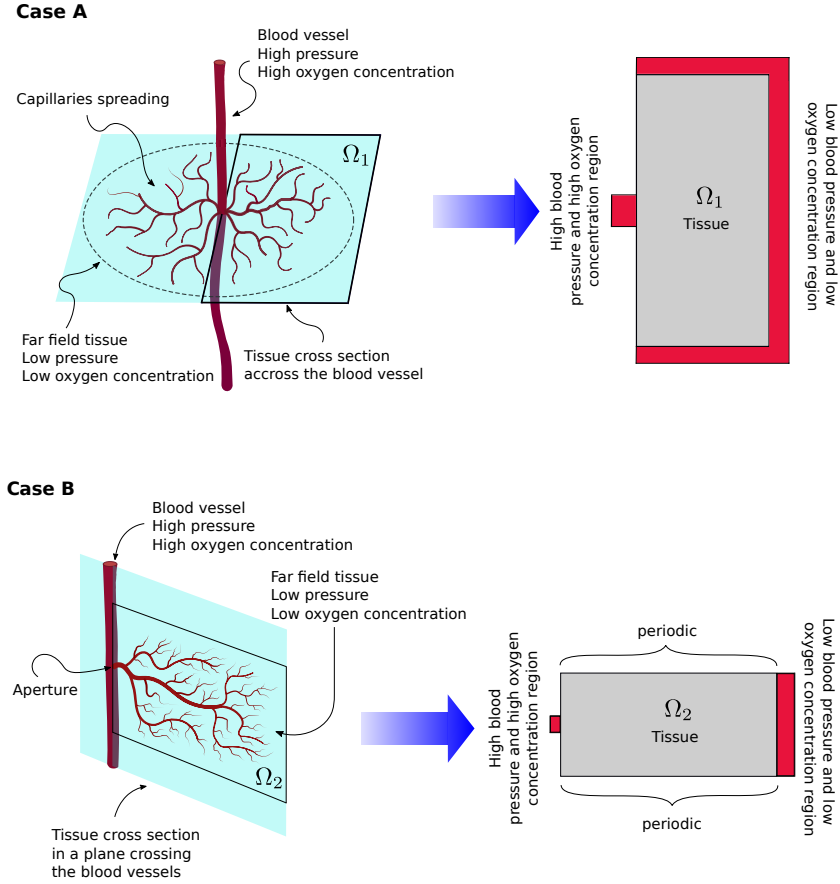 Case A
Blood vessel
High pressure
High oxygen concentration
Capillaries spreading
Ω₁
Far field tissue
Low pressure
Low oxygen concentration
Tissue cross section
accross the blood vessel
High blood
pressure and high oxygen
concentration region
Ω₁
Tissue
Low blood pressure and low
oxygen concentration region
Case B
Blood vessel
High pressure
High oxygen concentration
Far field tissue
Low pressure
Low oxygen concentration
Aperture
Ω₂
Tissue cross section
in a plane crossing
the blood vessels
High blood
pressure and high oxygen
concentration region
periodic
Ω₂
Tissue
periodic
Low blood pressure and low
oxygen concentration region